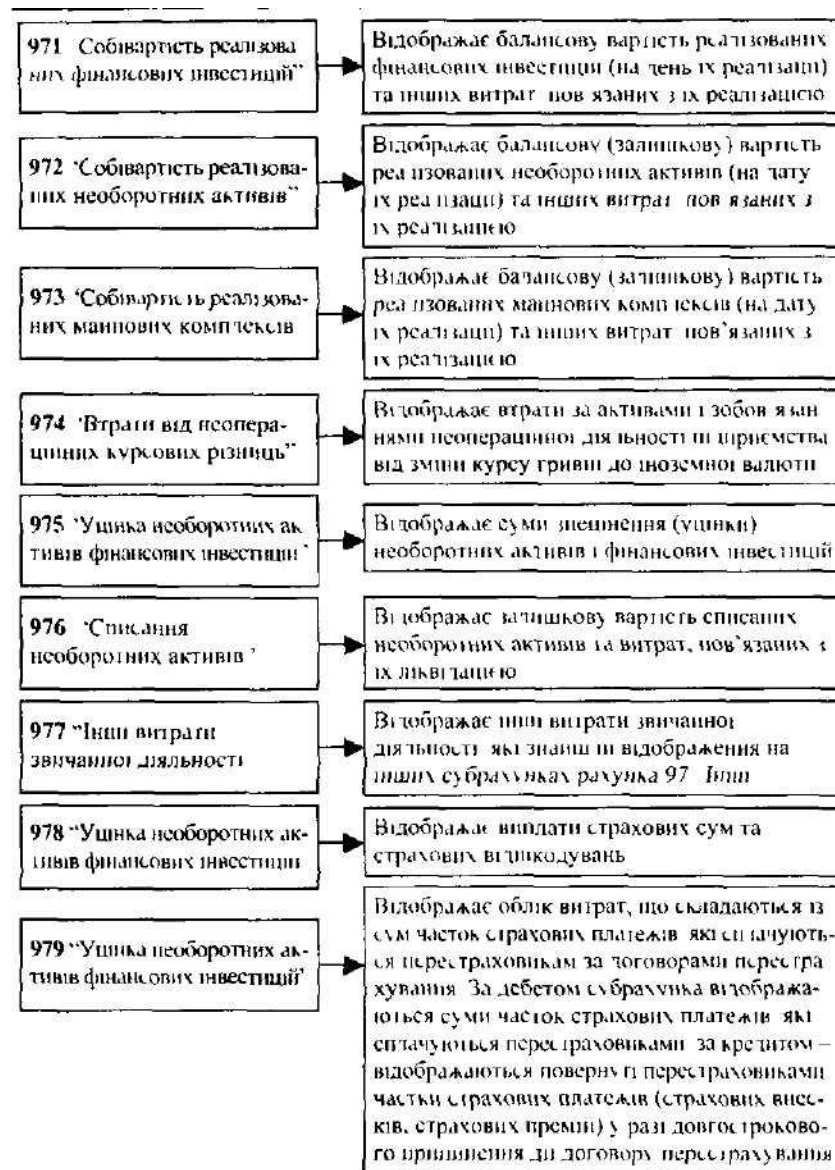 971 Собівартість реалізова
них фінансових інвестицій”
Відображає балансову вартість реалізованих
фінансових інвестицій (на день їх реалізації)
та інших витрат пов язаних з їх реалізацією
972 ‘Собівартість реалізова-
них необоротних активів”
Відображає балансову (залишкову) вартість
реалізованих необоротних активів (на дату
їх реалізації) та інших витрат пов язаних з
їх реалізацією
973 ‘Собівартість реалізова-
них майнових комплексів
Відображає балансову (залишкову) вартість
реалізованих майнових комплексів (на дату
їх реалізації) та інших витрат пов’язаних з
їх реалізацією
974 ‘Втрати від неопера-
ційних курсових різниць”
Відображає втрати за активами і зобов язан
нями неопераційної діяльності підприємства
від зміни курсу гривні до іноземної валюти
975 ‘Уцінка необоротних ак
тивів фінансових інвестицій’
Відображає суми знецінення (уцінки)
необоротних активів і фінансових інвестицій
976 ‘Списання
необоротних активів’
Відображає залишкову вартість списаних
необоротних активів та витрат, пов’язаних з
їх ліквідацією
977 “Інші витрати
звичайної діяльності
Відображає інші витрати звичайної
діяльності які знайшли відображення на
інших субрахунках рахунка 97 Інші
978 “Уцінка необоротних ак-
тивів фінансових інвестицій
Відображає виплати страхових сум та
страхових відшкодувань
979 “Уцінка необоротних ак-
тивів фінансових інвестицій’
Відображає облік витрат, що складаються із
сум часток страхових платежів які сплачують-
ся перестраховикам за договорами перестра
хування За дебетом субрахунка відобража-
ються суми часток страхових платежів які
сплачуються перестраховиками за кредитом –
відображаються повернуті перестраховиками
частки страхових платежів (страхових внес-
ків, страхових премій) у разі довгостроково-
го припинення дії договору перестрахування